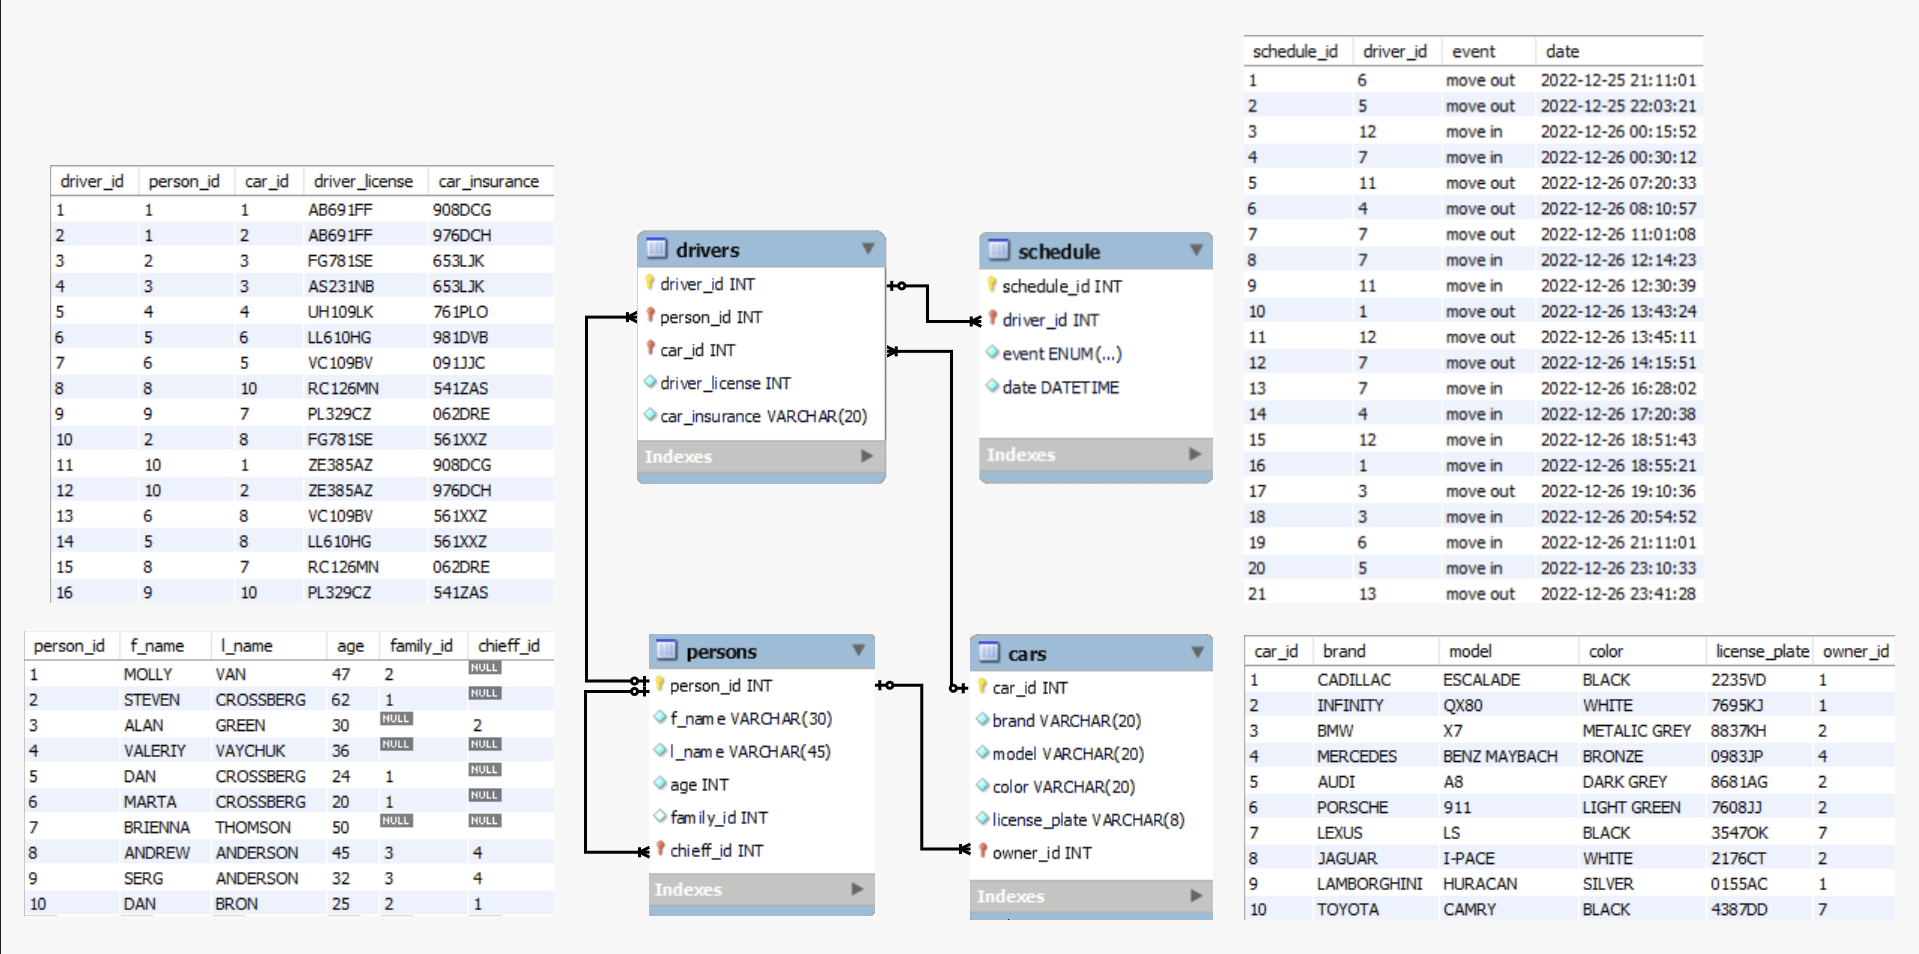 schedule_id driver_id event date
1 6 move out 2022-12-25 21:11:01
2 5 move out 2022-12-25 22:03:21
3 12 move in 2022-12-26 00:15:52
4 7 move in 2022-12-26 00:30:12
5 11 move out 2022-12-26 07:20:33
6 4 move out 2022-12-26 08:10:57
7 7 move out 2022-12-26 11:01:08
8 7 move in 2022-12-26 12:14:23
9 11 move in 2022-12-26 12:30:39
10 1 move out 2022-12-26 13:43:24
11 12 move out 2022-12-26 13:45:11
12 7 move out 2022-12-26 14:15:51
13 7 move in 2022-12-26 16:28:02
14 4 move in 2022-12-26 17:20:38
15 12 move in 2022-12-26 18:51:43
16 1 move in 2022-12-26 18:55:21
17 3 move out 2022-12-26 19:10:36
18 3 move in 2022-12-26 20:54:52
19 6 move in 2022-12-26 21:11:01
20 5 move in 2022-12-26 23:10:33
21 13 move out 2022-12-26 23:41:28
driver_id person_id car_id driver_license car_insurance
1 1 1 AB691FF 908DCG
2 1 2 AB691FF 976DCH
3 2 3 FG781SE 653LJK
4 3 3 AS231NB 653LJK
5 4 4 UH109LK 761PLO
6 5 6 LL610HG 981DVB
7 6 5 VC109BV 091JJC
8 8 10 RC126MN 541ZAS
9 9 7 PL329CZ 062DRE
10 2 8 FG781SE 561XXZ
11 10 1 ZE385AZ 908DCG
12 10 2 ZE385AZ 976DCH
13 6 8 VC109BV 561XXZ
14 5 8 LL610HG 561XXZ
15 8 7 RC126MN 062DRE
16 9 10 PL329CZ 541ZAS
drivers
driver_id INT
person_id INT
car_id INT
driver_license INT
car_insurance VARCHAR(20)
Indexes
schedule
schedule_id INT
driver_id INT
event ENUM(...)
date DATETIME
Indexes
person_id f_name l_name age family_id chieff_id
1 MOLLY VAN 47 2 NULL
2 STEVEN CROSSBERG 62 1 NULL
3 ALAN GREEN 30 NULL 2
4 VALERIY VAYCHUK 36 NULL NULL
5 DAN CROSSBERG 24 1 NULL
6 MARTA CROSSBERG 20 1 NULL
7 BRIENNA THOMSON 50 NULL NULL
8 ANDREW ANDERSON 45 3 4
9 SERG ANDERSON 32 3 4
10 DAN BRON 25 2 1
persons
person_id INT
f_name VARCHAR(30)
l_name VARCHAR(45)
age INT
family_id INT
chieff_id INT
Indexes
cars
car_id INT
brand VARCHAR(20)
model VARCHAR(20)
color VARCHAR(20)
license_plate VARCHAR(8)
owner_id INT
Indexes
car_id brand model color license_plate owner_id
1 CADILLAC ESCALADE BLACK 2235VD 1
2 INFINITY QX80 WHITE 7695KJ 1
3 BMW X7 METALIC GREY 8837KH 2
4 MERCEDES BENZ MAYBACH BRONZE 0983JP 4
5 AUDI A8 DARK GREY 8681AG 2
6 PORSCHE 911 LIGHT GREEN 7608JJ 2
7 LEXUS LS BLACK 3547OK 7
8 JAGUAR I-PACE WHITE 2176CT 2
9 LAMBORGHINI HURACAN SILVER 0155AC 1
10 TOYOTA CAMRY BLACK 4387DD 7